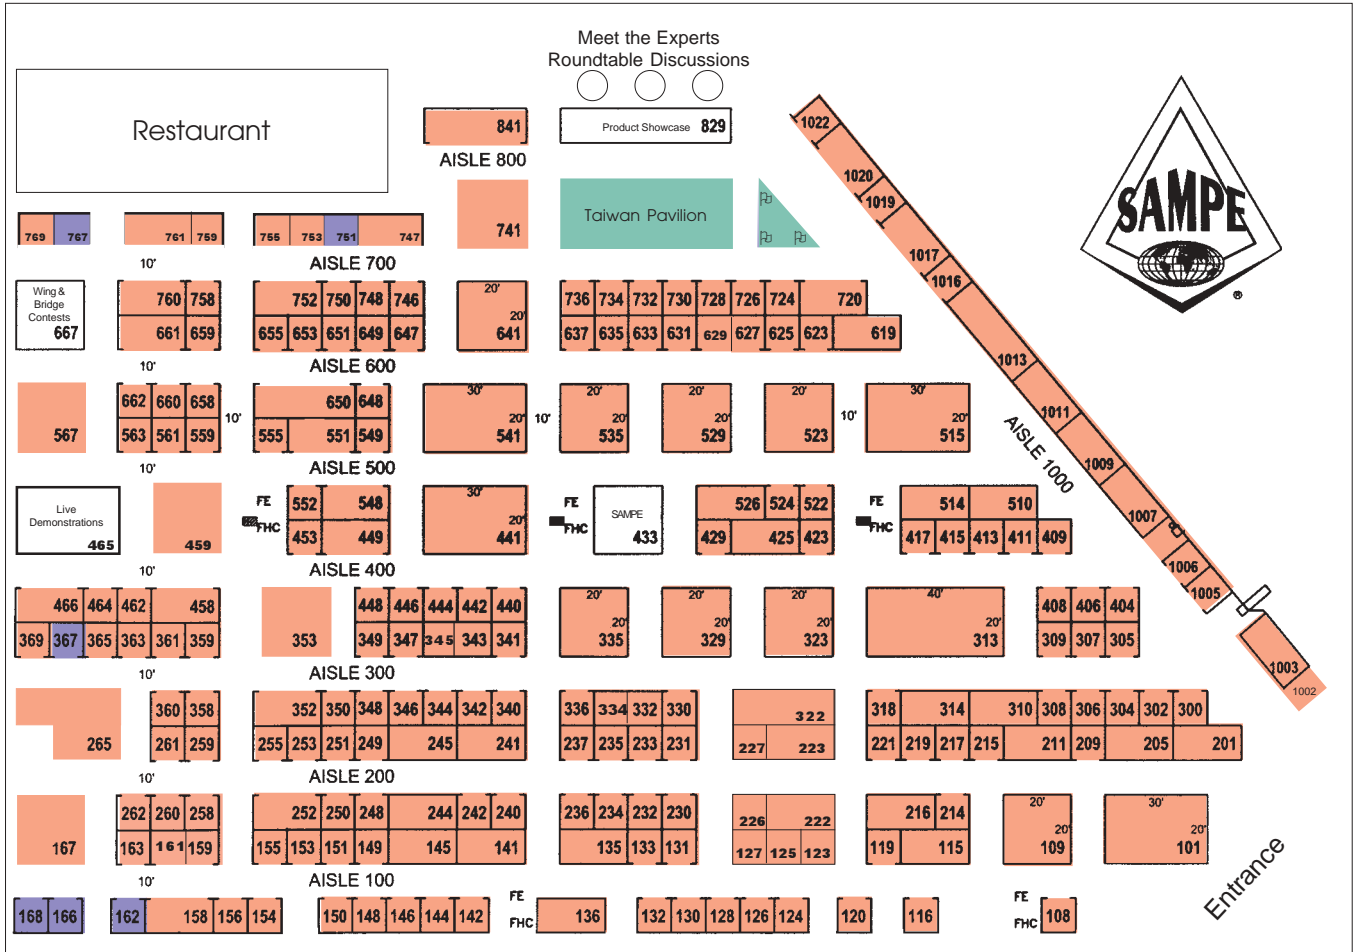 Meet the Experts
Roundtable Discussions
Restaurant
841
Product Showcase 829
1022
AISLE 800
1020
SAMPE
®
1019
Taiwan Pavilion
741
769 767 761 759 755 753 751 747
1017
10' AISLE 700
1016
Wing &
Bridge
Contests
667
760 758 752 750 748 746 20' 736 734 732 730 728 726 724 720
20'
661 659 655 653 651 649 647 641 637 635 633 631 629 627 625 623 619
1013
10' AISLE 600
662 660 658 650 648 30' 20' 20' 20' 30'
10' 20' 10' 20' 20' 20' 10' 20'
567 563 561 559 555 551 549 541 535 529 523 515
1011
AISLE 1000
10' AISLE 500
1009
Live
Demonstrations
465
459
FE 552 548 30' FE SAMPE 526 524 522 FE 514 510
1007
FHC 453 449 20' 441 FHC 433 429 425 423 FHC 417 415 413 411 409
10' AISLE 400
1006
1005
466 464 462 458 448 446 444 442 440 20' 20' 20' 40' 408 406 404
20' 20' 20' 20'
369 367 365 363 361 359 353 349 347 345 343 341 335 329 323 313 309 307 305
1003
1002
10' AISLE 300
360 358 352 350 348 346 344 342 340 336 334 332 330 322 318 314 310 308 306 304 302 300
265 261 259 255 253 251 249 245 241 237 235 233 231 227 223 221 219 217 215 211 209 205 201
10' AISLE 200
262 260 258 252 250 248 244 242 240 236 234 232 230 226 222 216 214 20' 30'
20' 20'
167 163 161 159 155 153 151 149 145 141 135 133 131 127 125 123 119 115 109 101
Entrance
10' AISLE 100
FE FE
168 166 162 158 156 154 150 148 146 144 142 FHC 136 132 130 128 126 124 120 116 FHC 108